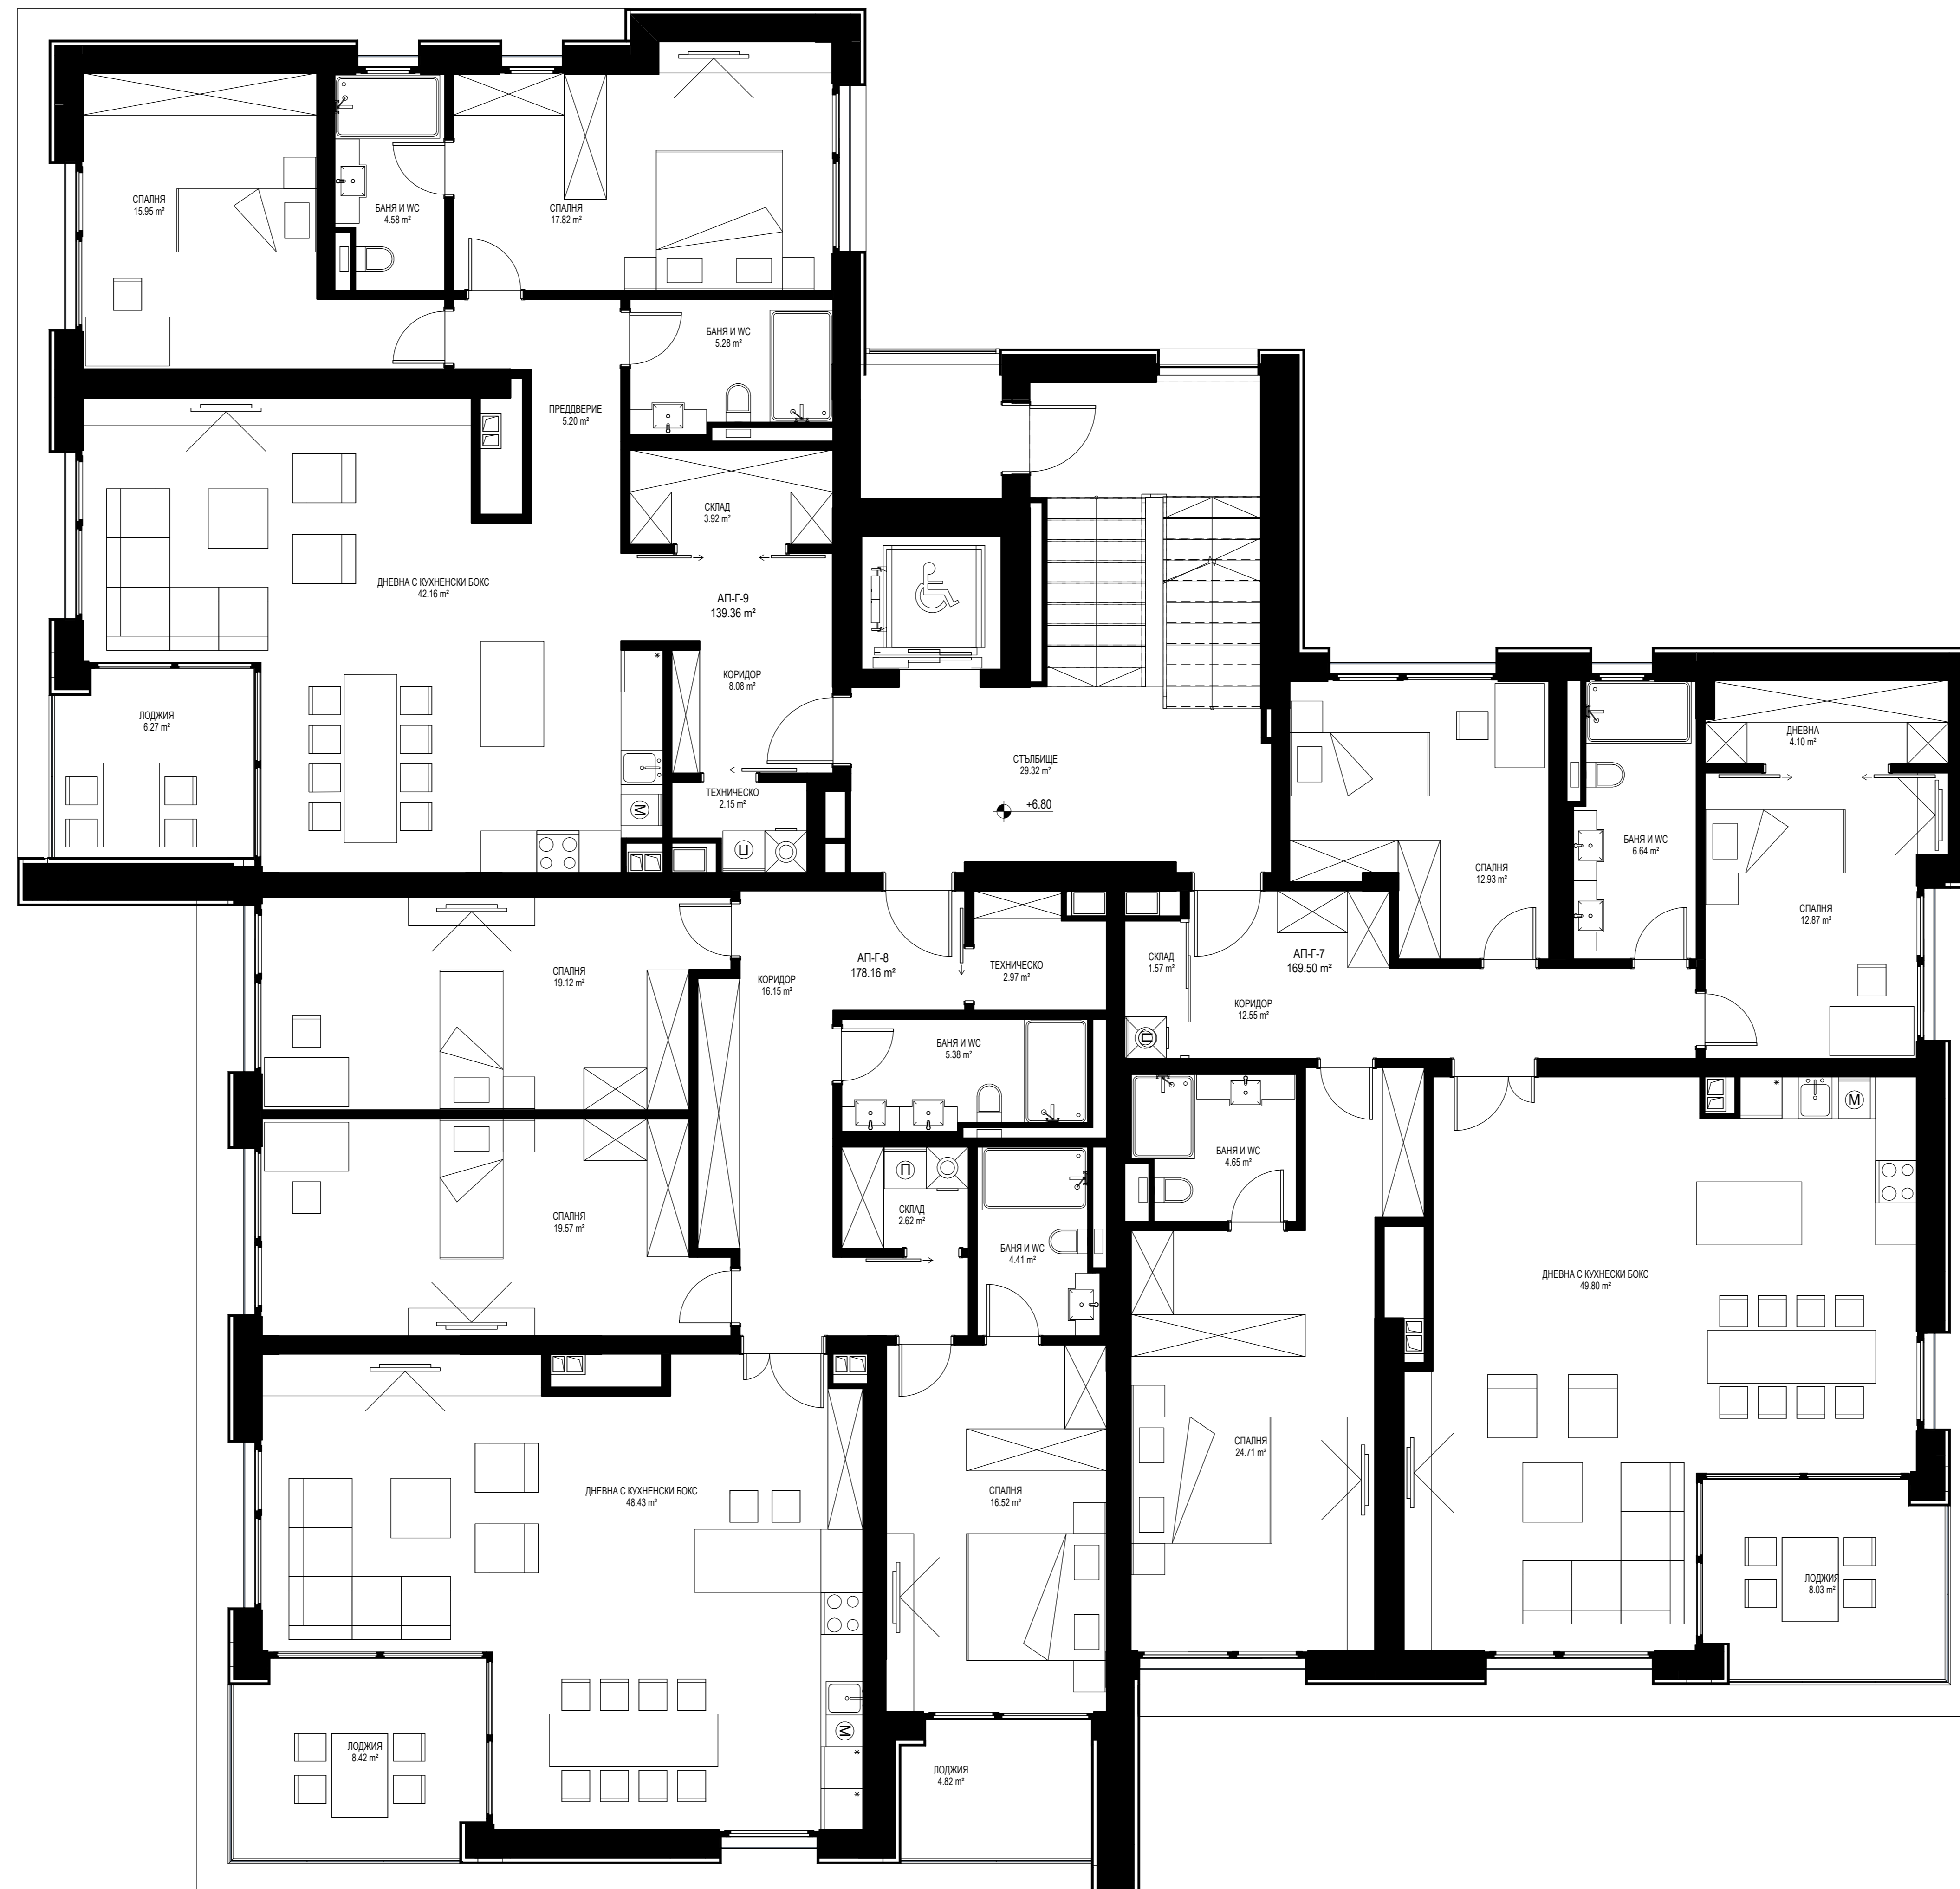 СПАЛНЯ
15.95 m²
БАНЯ И WC
4.58 m²
СПАЛНЯ
17.82 m²
БАНЯ И WC
5.28 m²
ПРЕДДВЕРИЕ
5.20 m²
СКЛАД
3.92 m²
ДНЕВНА С КУХНЕНСКИ БОКС
42.16 m²
АП-Г-9
139.36 m²
КОРИДОР
8.08 m²
ЛОДЖИЯ
6.27 m²
ТЕХНИЧЕСКО
2.15 m²
М
П
СТЪЛБИЩЕ
29.32 m²
+6.80
ДНЕВНА
4.10 m²
БАНЯ И WC
6.64 m²
СПАЛНЯ
12.93 m²
СПАЛНЯ
12.87 m²
СПАЛНЯ
19.12 m²
КОРИДОР
16.15 m²
АП-Г-8
178.16 m²
ТЕХНИЧЕСКО
2.97 m²
СКЛАД
1.57 m²
АП-Г-7
169.50 m²
КОРИДОР
12.55 m²
П
БАНЯ И WC
5.38 m²
М
БАНЯ И WC
4.65 m²
П
СПАЛНЯ
19.57 m²
СКЛАД
2.62 m²
БАНЯ И WC
4.41 m²
ДНЕВНА С КУХНЕСКИ БОКС
49.80 m²
СПАЛНЯ
24.71 m²
ДНЕВНА С КУХНЕНСКИ БОКС
48.43 m²
СПАЛНЯ
16.52 m²
ЛОДЖИЯ
8.03 m²
М
ЛОДЖИЯ
8.42 m²
ЛОДЖИЯ
4.82 m²